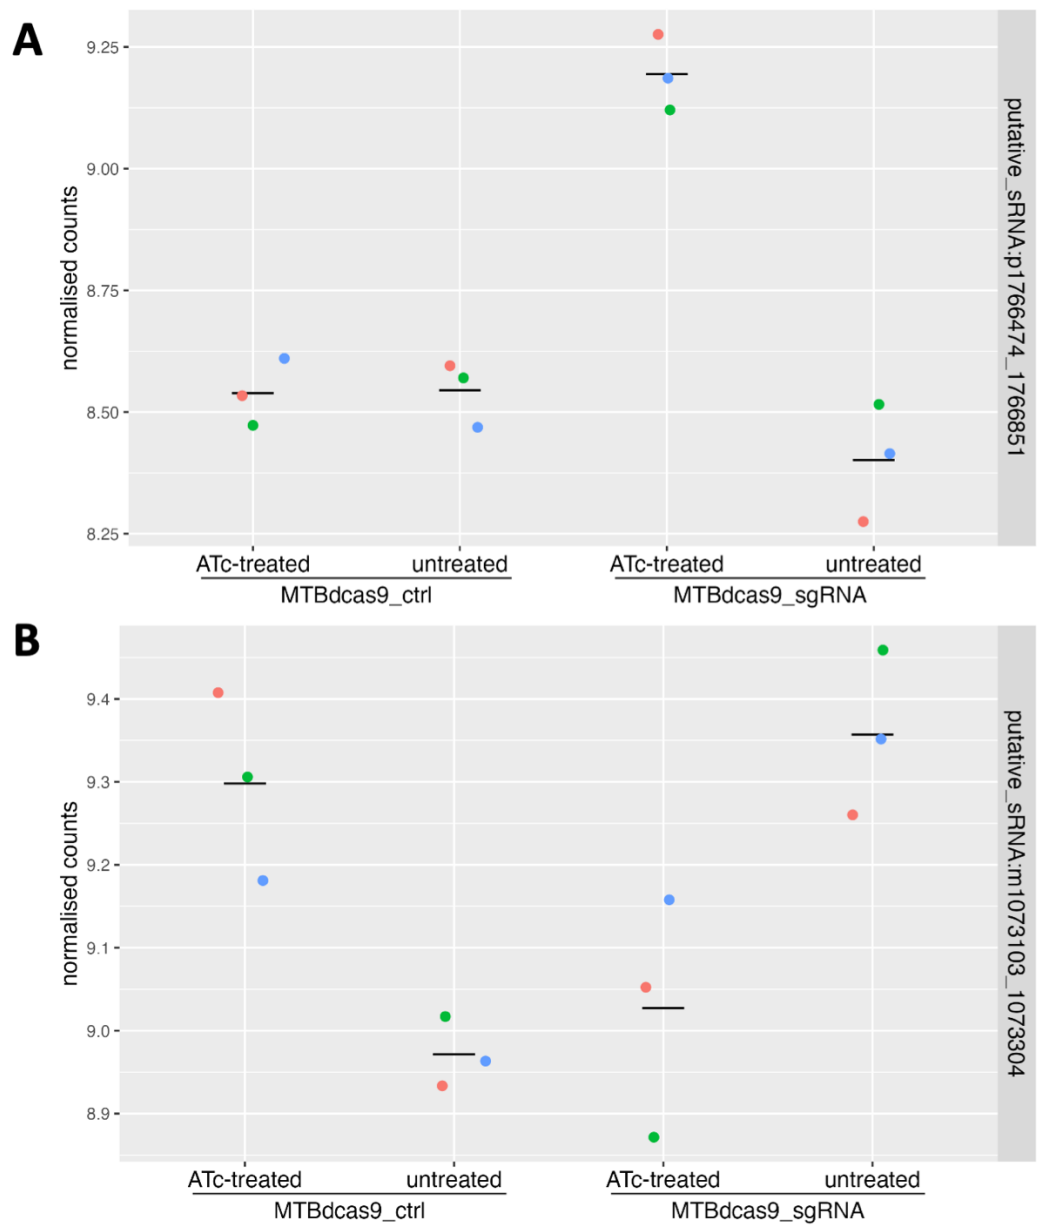 A
normalised counts
9.25
9.00
8.75
8.50
8.25
putative_sRNA:p1766474_1766851
ATc-treated untreated ATc-treated untreated
MTBdcas9_ctrl MTBdcas9_sgRNA
B
normalised counts
9.4
9.3
9.2
9.1
9.0
8.9
putative_sRNA:m1073103_1073304
ATc-treated untreated ATc-treated untreated
MTBdcas9_ctrl MTBdcas9_sgRNA